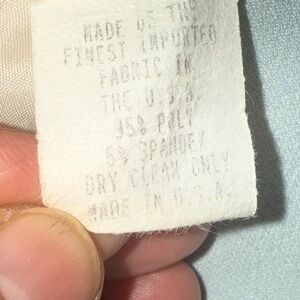 MADE OF THE
FINEST IMPORTED
FABRIC IN
THE U.S.A
95% POLY
5% SPANDEX
DRY CLEAN ONLY
MADE IN U.S.A.